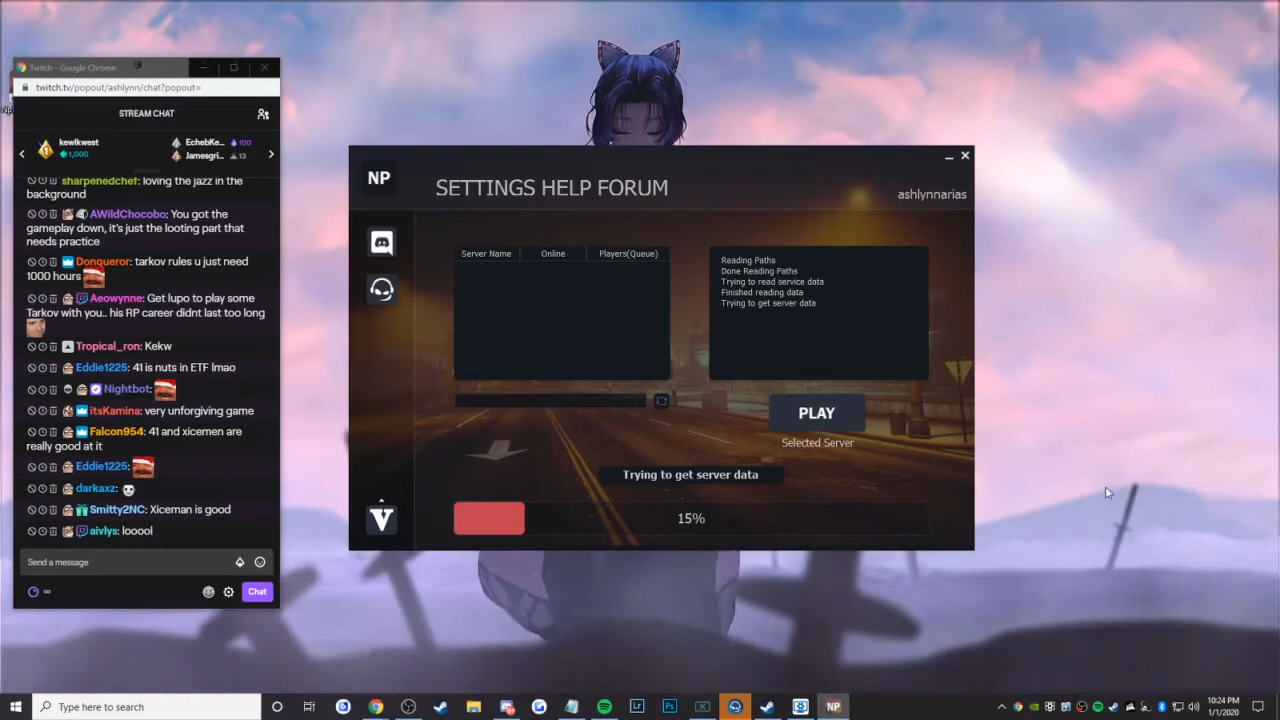 Twitch - Google Chrome
twitch.tv/popout/ashlynn/chat?popout=
STREAM CHAT
1 kewlkwest
1,000
EchebKe... 100
Jamesgri... 13
sharpenedchef: loving the jazz in the
background
AWildChocobo: You got the
gameplay down, it's just the looting part that
needs practice
Donqueror: tarkov rules u just need
1000 hours
Aeowynne: Get lupo to play some
Tarkov with you.. his RP career didnt last too long
Tropical_ron: Kekw
Eddie1225: 41 is nuts in ETF lmao
Nightbot:
itsKamina: very unforgiving game
Falcon954: 41 and xicemen are
really good at it
Eddie1225:
darkaxz:
Smitty2NC: Xiceman is good
aivlys: looool
Send a message
∞
Chat
NP
SETTINGS HELP FORUM
ashlynnarias
Server Name Online Players(Queue)
Reading Paths
Done Reading Paths
Trying to read service data
Finished reading data
Trying to get server data
PLAY
Selected Server
Trying to get server data
V
15%
Type here to search
Lr
Ps
NP
10:24 PM
1/1/2020